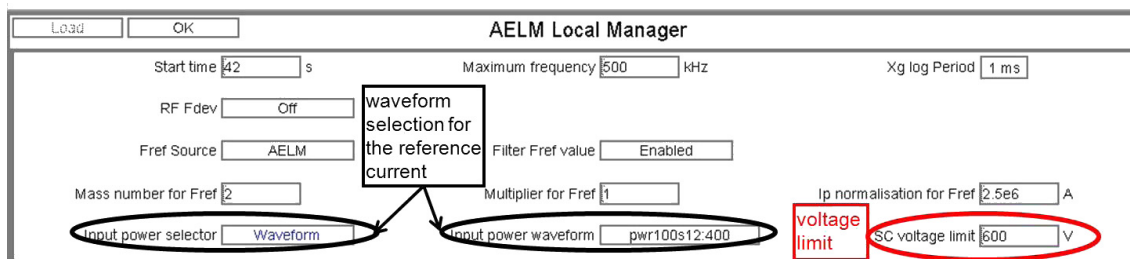 Load OK AELM Local Manager
Start time 42 s Maximum frequency 500 kHz Xg log Period 1 ms
RF Fdev Off
waveform
selection for
the reference
current
Fref Source AELM Filter Fref value Enabled
Mass number for Fref 2 Multiplier for Fref 1 Ip normalisation for Fref 2.5e6 A
Input power selector Waveform Input power waveform pwr100s12:400
voltage
limit
SC voltage limit 600 V